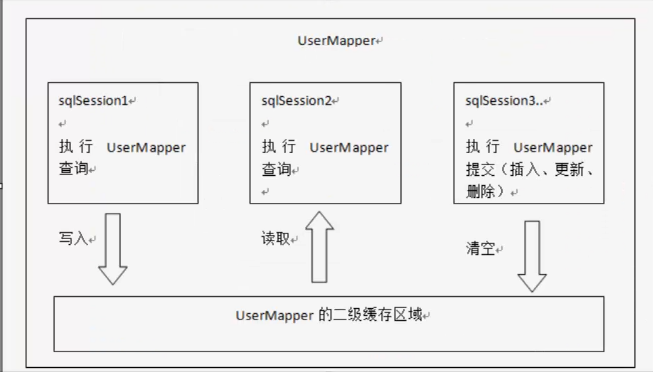 UserMapper
sqlSession1
执行 UserMapper
查询
sqlSession2
执行 UserMapper
查询
sqlSession3..
执行 UserMapper
提交（插入、更新、
删除）
写入
读取
清空
UserMapper 的二级缓存区域